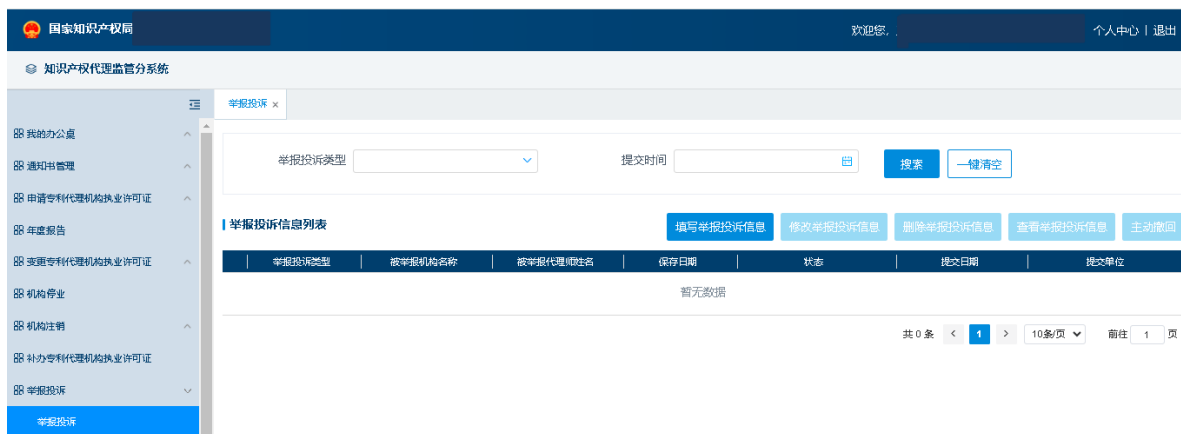 国家知识产权局
欢迎您,
个人中心 | 退出
知识产权代理监管分系统
举报投诉 ×
我的办公桌
通知书管理
申请专利代理机构执业许可证
年度报告
变更专利代理机构执业许可证
机构停业
机构注销
补办专利代理机构执业许可证
举报投诉
举报投诉
举报投诉类型
提交时间
搜索 一键清空
举报投诉信息列表
填写举报投诉信息 修改举报投诉信息 删除举报投诉信息 查看举报投诉信息 主动撤回
举报投诉类型 被举报机构名称 被举报代理师姓名 保存日期 状态 提交日期 提交单位
暂无数据
共 0 条 < 1 > 10条/页 前往 1 页